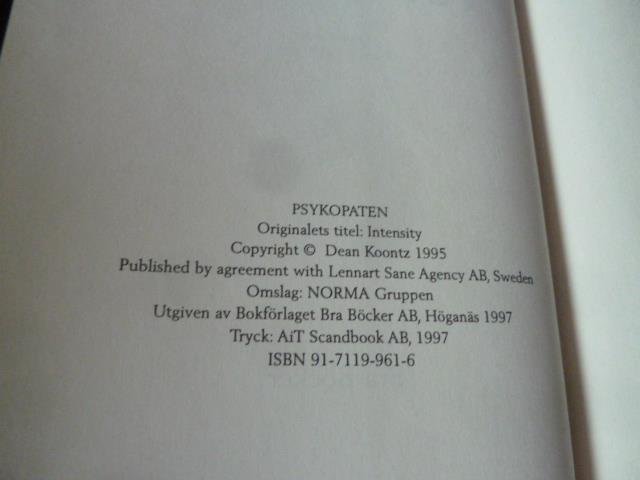 PSYKOPATEN
Originalets titel: Intensity
Copyright © Dean Koontz 1995
Published by agreement with Lennart Sane Agency AB, Sweden
Omslag: NORMA Gruppen
Utgiven av Bokförlaget Bra Böcker AB, Höganäs 1997
Tryck: AiT Scandbook AB, 1997
ISBN 91-7119-961-6